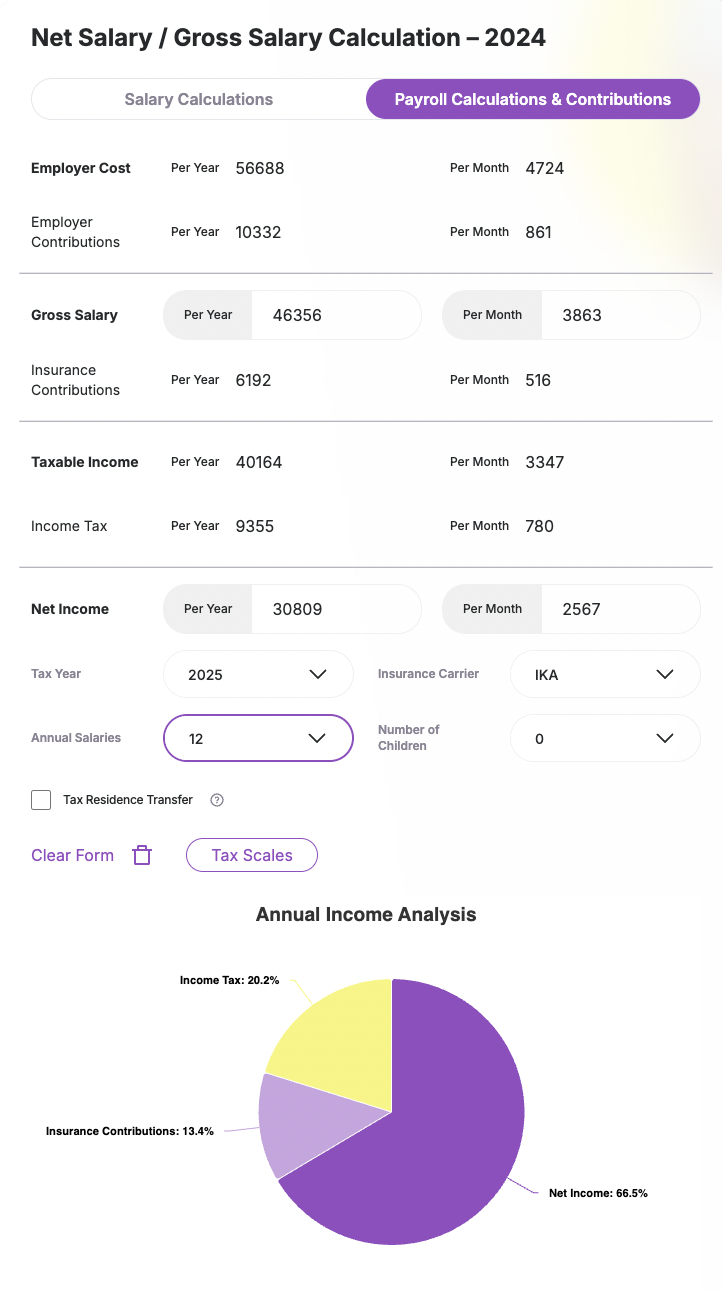 Net Salary / Gross Salary Calculation – 2024
Salary Calculations
Payroll Calculations & Contributions
Employer Cost
Per Year
56688
Per Month
4724
Employer
Contributions
Per Year
10332
Per Month
861
Gross Salary
Per Year
46356
Per Month
3863
Insurance
Contributions
Per Year
6192
Per Month
516
Taxable Income
Per Year
40164
Per Month
3347
Income Tax
Per Year
9355
Per Month
780
Net Income
Per Year
30809
Per Month
2567
Tax Year
2025
Insurance Carrier
IKA
Annual Salaries
12
Number of
Children
0
Tax Residence Transfer
?
Clear Form
Tax Scales
Annual Income Analysis
Income Tax: 20.2%
Insurance Contributions: 13.4%
Net Income: 66.5%